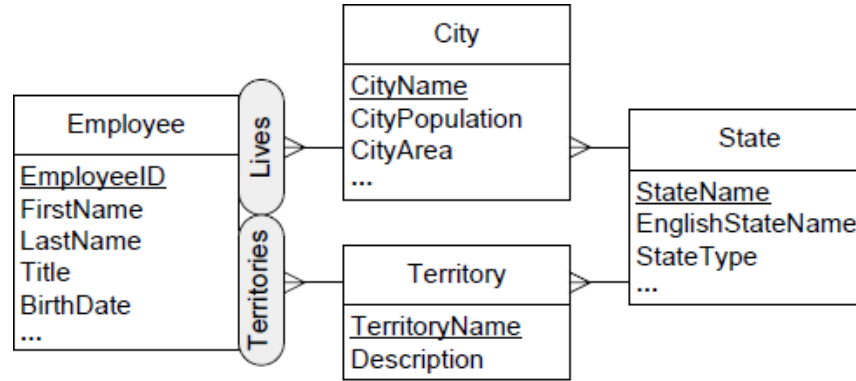 Employee
EmployeeID
FirstName
LastName
Title
BirthDate
...
Lives
Territories
City
CityName
CityPopulation
CityArea
...
Territory
TerritoryName
Description
State
StateName
EnglishStateName
StateType
...